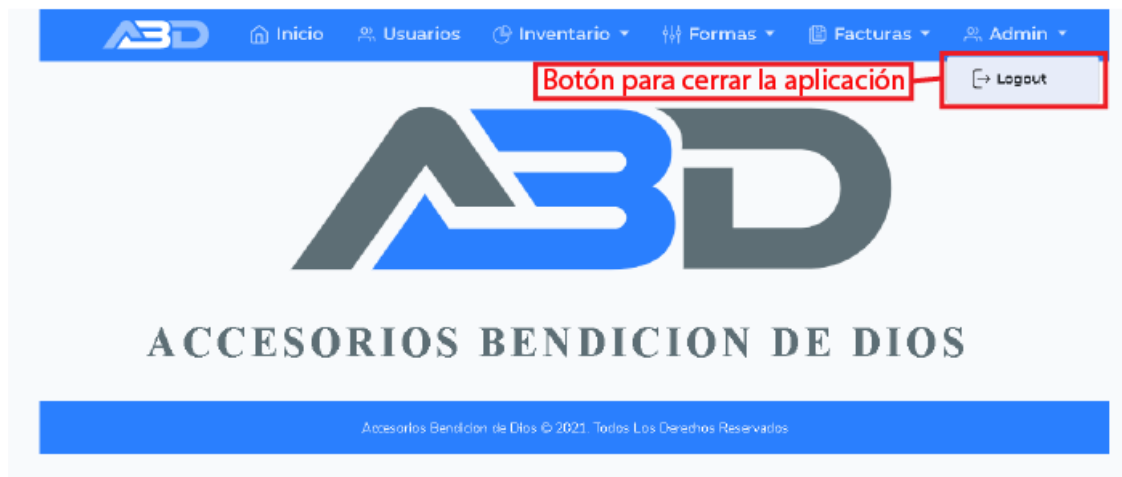 ABD Inicio Usuarios Inventario Formas Facturas Admin
Botón para cerrar la aplicación Logout
ABD
ACCESORIOS BENDICION DE DIOS
Accesorios Bendicion de Dios © 2021. Todos Los Derechos Reservados